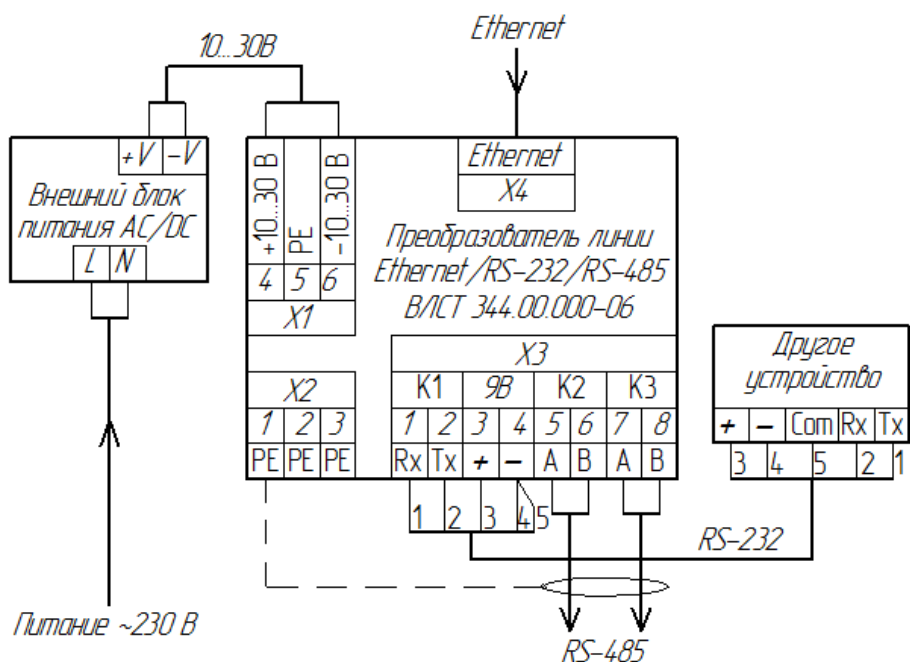 Ethernet
10...30В
+V -V
Внешний блок
питания AC/DC
L N
+10...30 В
PE
-10...30 В
4 5 6
X1
Ethernet
X4
Преобразователь линии
Ethernet/RS-232/RS-485
ВЛСТ 344.00.000-06
X3
K1 9В K2 K3
1 2 3 4 5 6 7 8
Rx Tx + - A B A B
X2
1 2 3
PE PE PE
Другое
устройство
+ - Com Rx Tx
3 4 5 2 1
1 2 3 4 5
RS-232
Питание ~230 В
RS-485